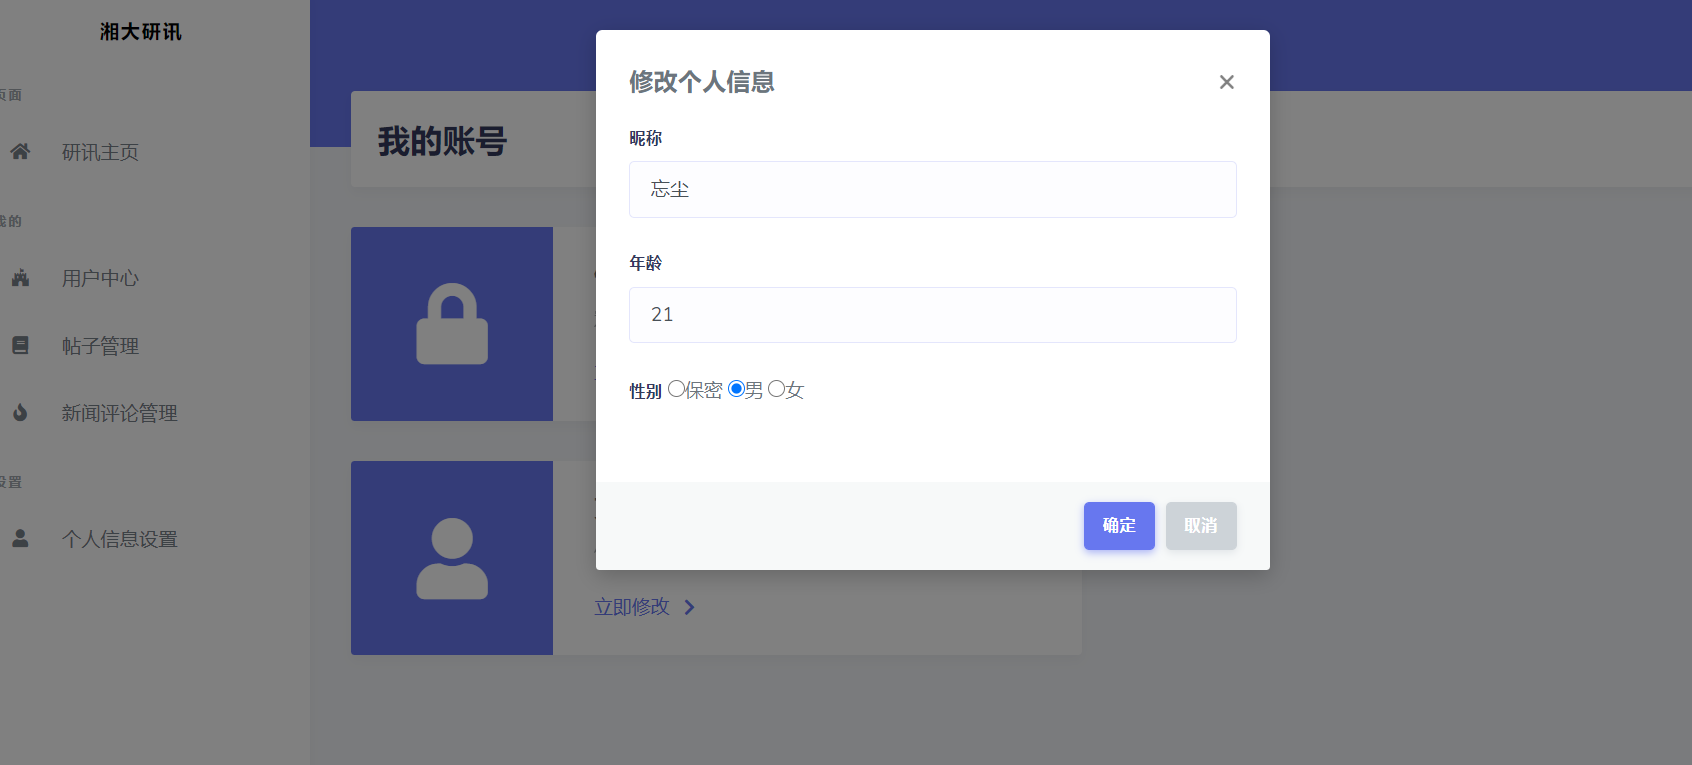 湘大研讯
页面
研讯主页
我的
用户中心
帖子管理
新闻评论管理
设置
个人信息设置
我的账号
立即修改
修改个人信息
昵称
忘尘
年龄
21
性别 保密 男 女
确定 取消